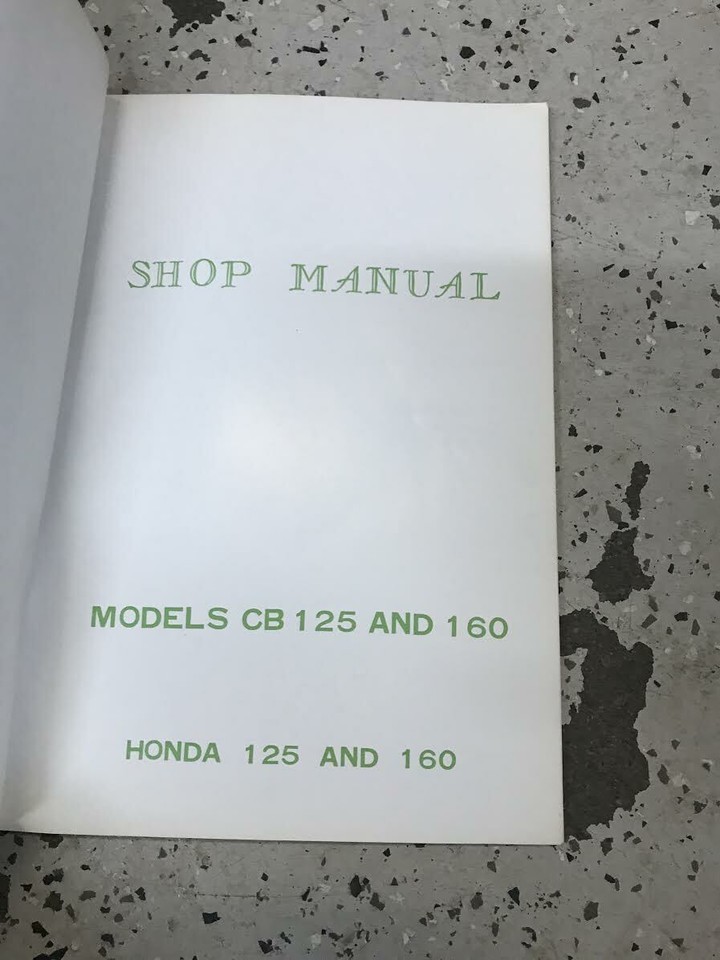 SHOP MANUAL
MODELS CB 125 AND 160
HONDA 125 AND 160